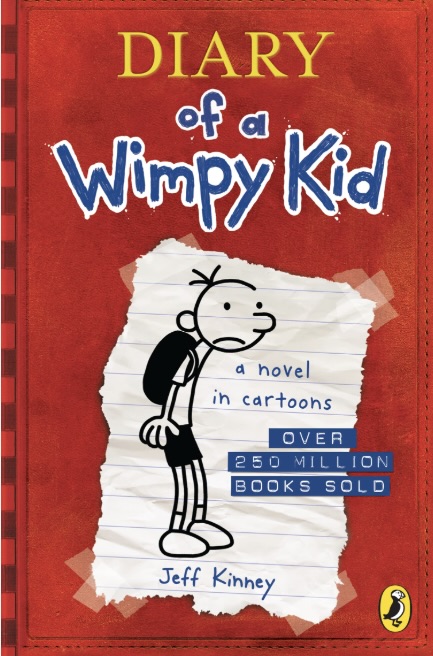 DIARY
of a
Wimpy Kid
a novel
in cartoons
OVER
250 MILLION
BOOKS SOLD
Jeff Kinney